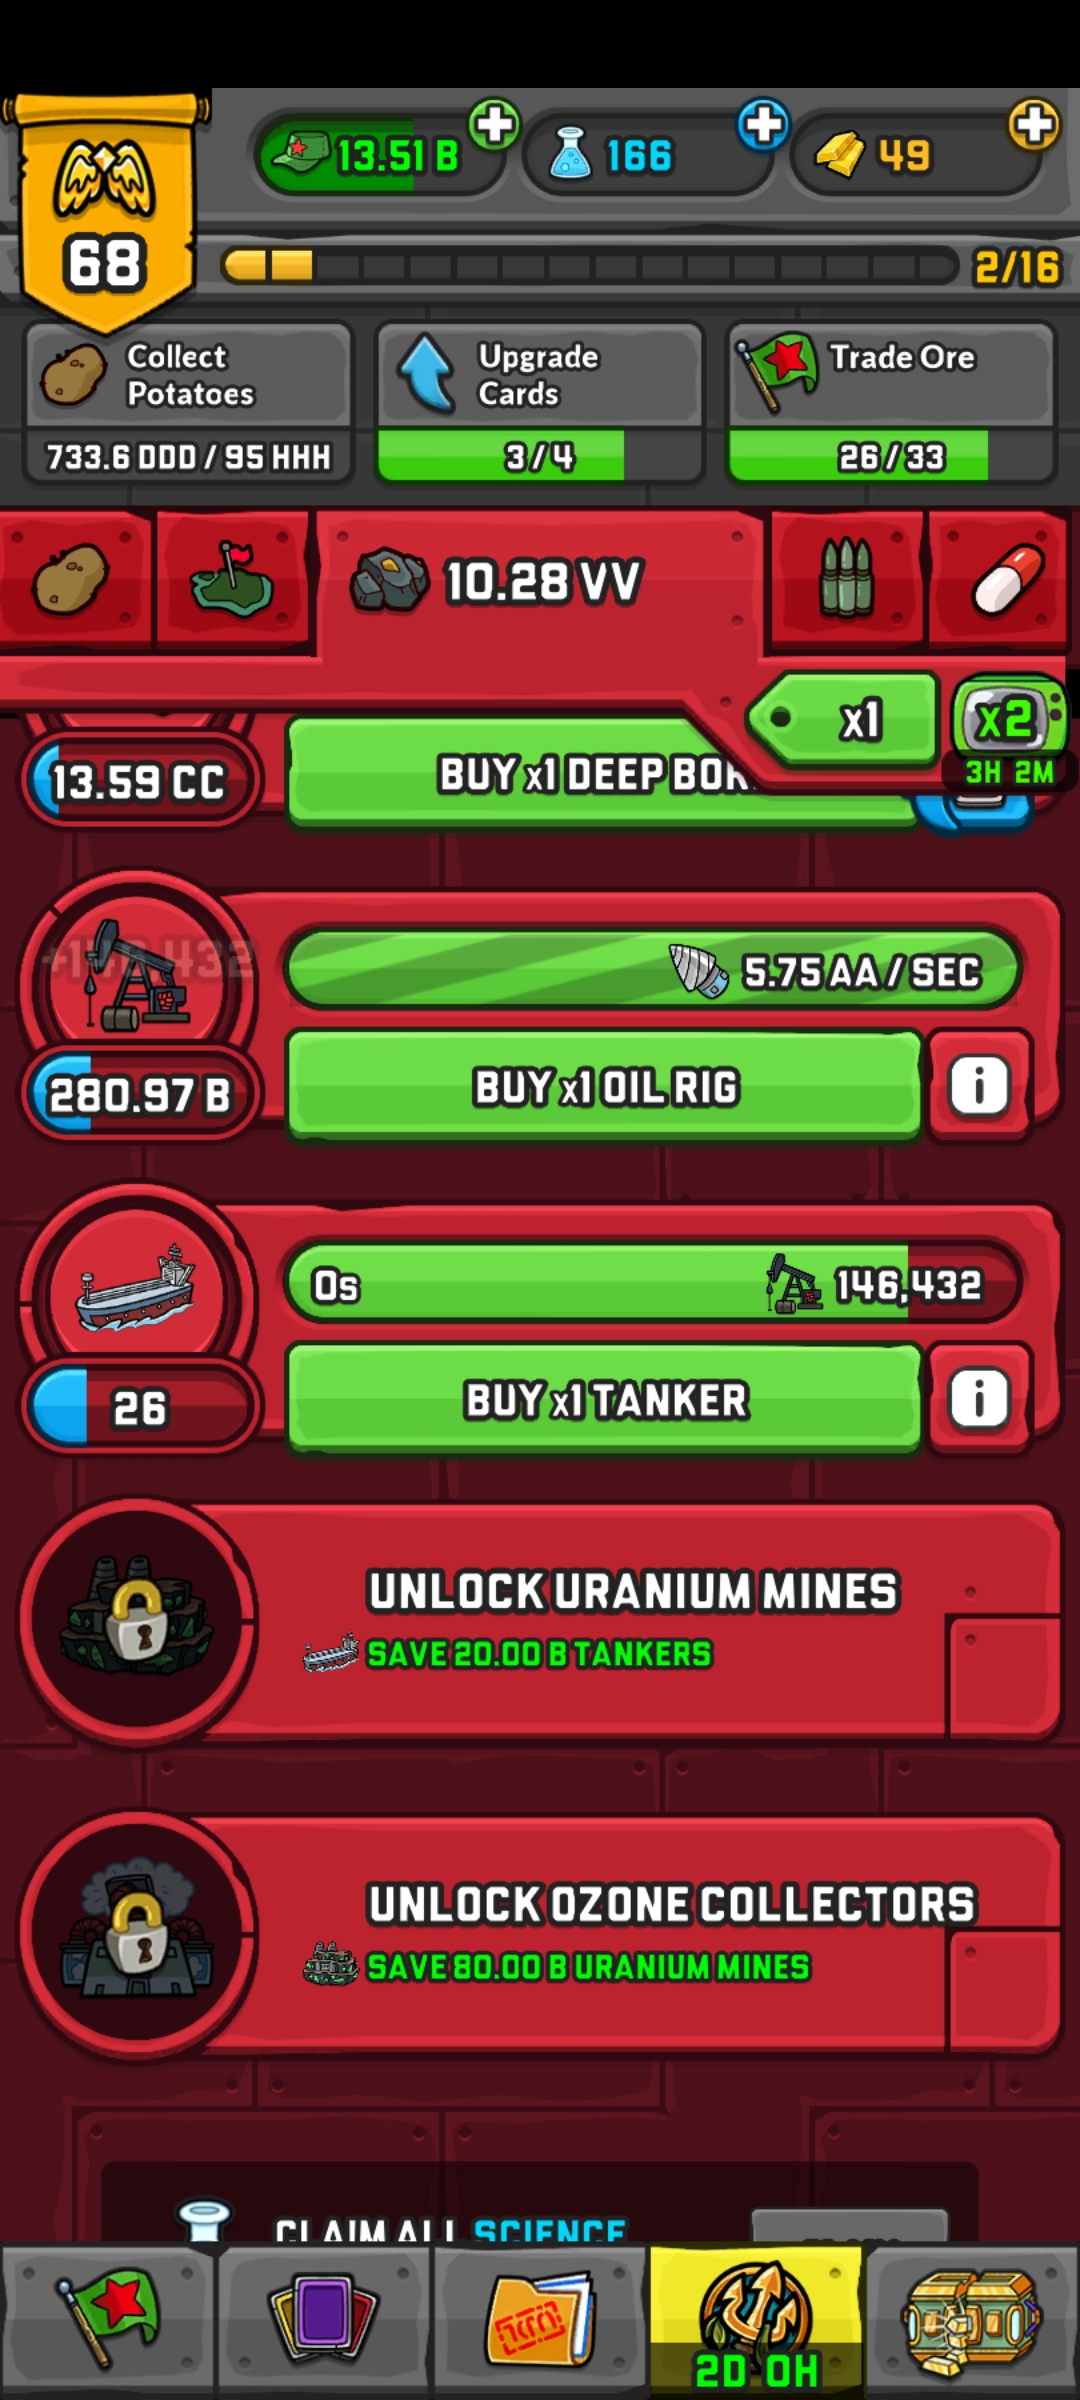 13.51 B
166
49
68
2/16
Collect
Potatoes
733.6 DDD / 95 HHH
Upgrade
Cards
3/4
Trade Ore
26/33
10.28 VV
x1
x2
3H 2M
13.59 CC
BUY x1 DEEP BOR
5.75 AA / SEC
280.97 B
BUY x1 OIL RIG
i
0s
146,432
26
BUY x1 TANKER
i
UNLOCK URANIUM MINES
SAVE 20.00 B TANKERS
UNLOCK OZONE COLLECTORS
SAVE 80.00 B URANIUM MINES
CLAIM ALL SCIENCE
2D 0H